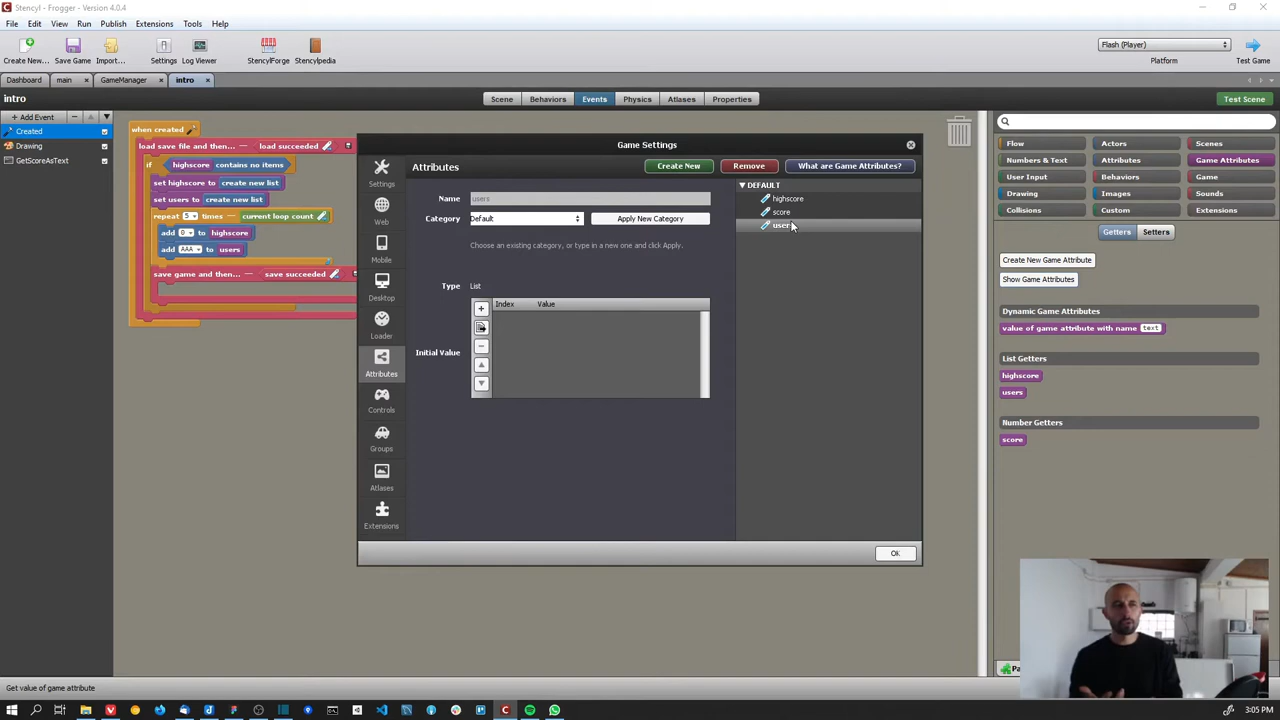 Stencyl - Frogger - Version 4.0.4
File Edit View Run Publish Extensions Tools Help
Create New... Save Game Import... Settings Log Viewer StencylForge Stencylpedia
Flash (Player)
Platform
Test Game
Dashboard main GameManager intro
intro
Scene Behaviors Events Physics Atlases Properties
Test Scene
+ Add Event
Created
Drawing
GetScoreAsText
when created
load save file and then... load succeeded
if highscore contains no items
set highscore to create new list
set users to create new list
repeat 5 times current loop count
add 0 to highscore
add AAA to users
save game and then... save succeeded
Game Settings
Settings
Web
Mobile
Desktop
Loader
Attributes
Controls
Groups
Atlases
Extensions
Attributes
Create New Remove What are Game Attributes?
Name users
Category Default Apply New Category
Choose an existing category, or type in a new one and click Apply.
Type List
Index Value
Initial Value
DEFAULT
highscore
score
users
Ok
Flow Actors Scenes
Numbers & Text Attributes Game Attributes
User Input Behaviors Game
Drawing Images Sounds
Collisions Custom Extensions
Getters Setters
Create New Game Attribute
Show Game Attributes
Dynamic Game Attributes
value of game attribute with name text
List Getters
highscore
users
Number Getters
score
Get value of game attribute
3:05 PM